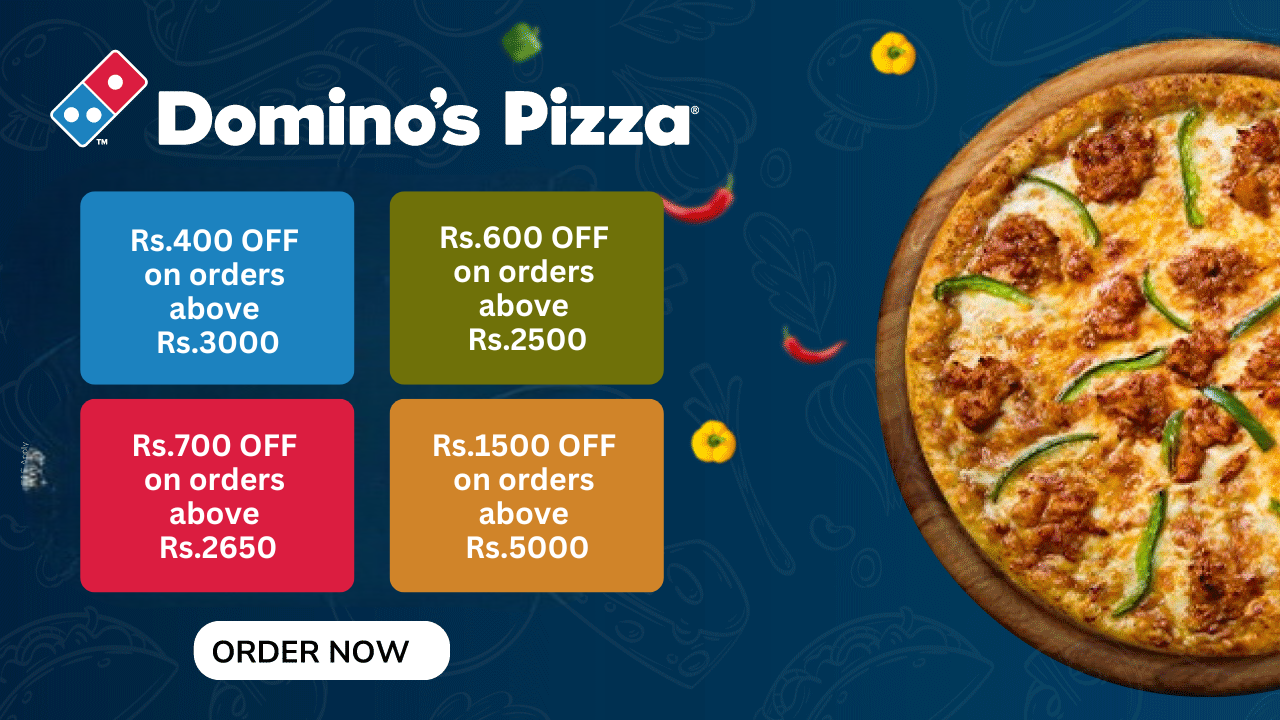 Domino's Pizza®
TM
Rs.400 OFF
on orders
above
Rs.3000
Rs.600 OFF
on orders
above
Rs.2500
Rs.700 OFF
on orders
above
Rs.2650
Rs.1500 OFF
on orders
above
Rs.5000
ORDER NOW